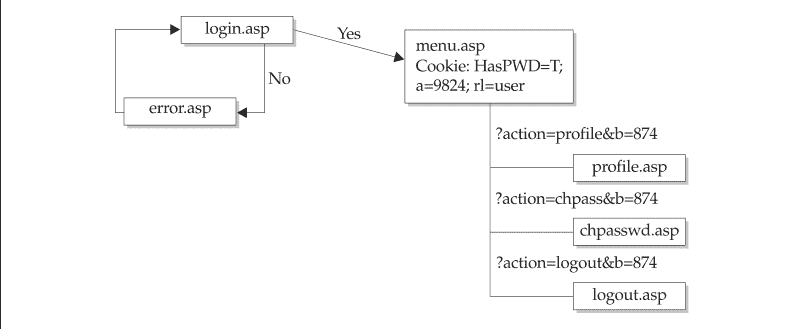 login.asp
Yes
No
error.asp
menu.asp
Cookie: HasPWD=T;
a=9824; rl=user
?action=profile&b=874
profile.asp
?action=chpass&b=874
chpasswd.asp
?action=logout&b=874
logout.asp